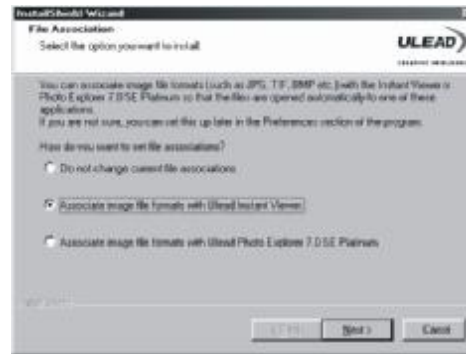 InstallShield Wizard
File Association
Select the option you want to install.
ULEAD
You can associate image file formats (such as JPG, TIF, BMP etc.) with the Instant Viewer or
Photo Explorer 7.0 SE Platinum so that the files are opened automatically to one of these
applications.
If you are not sure, you can set this up later in the Preferences section of the program.
How do you want to set file associations?
Do not change current file associations
Associate image file formats with Ulead Instant Viewer
Associate image file formats with Ulead Photo Explorer 7.0 SE Platinum
Next >
Cancel